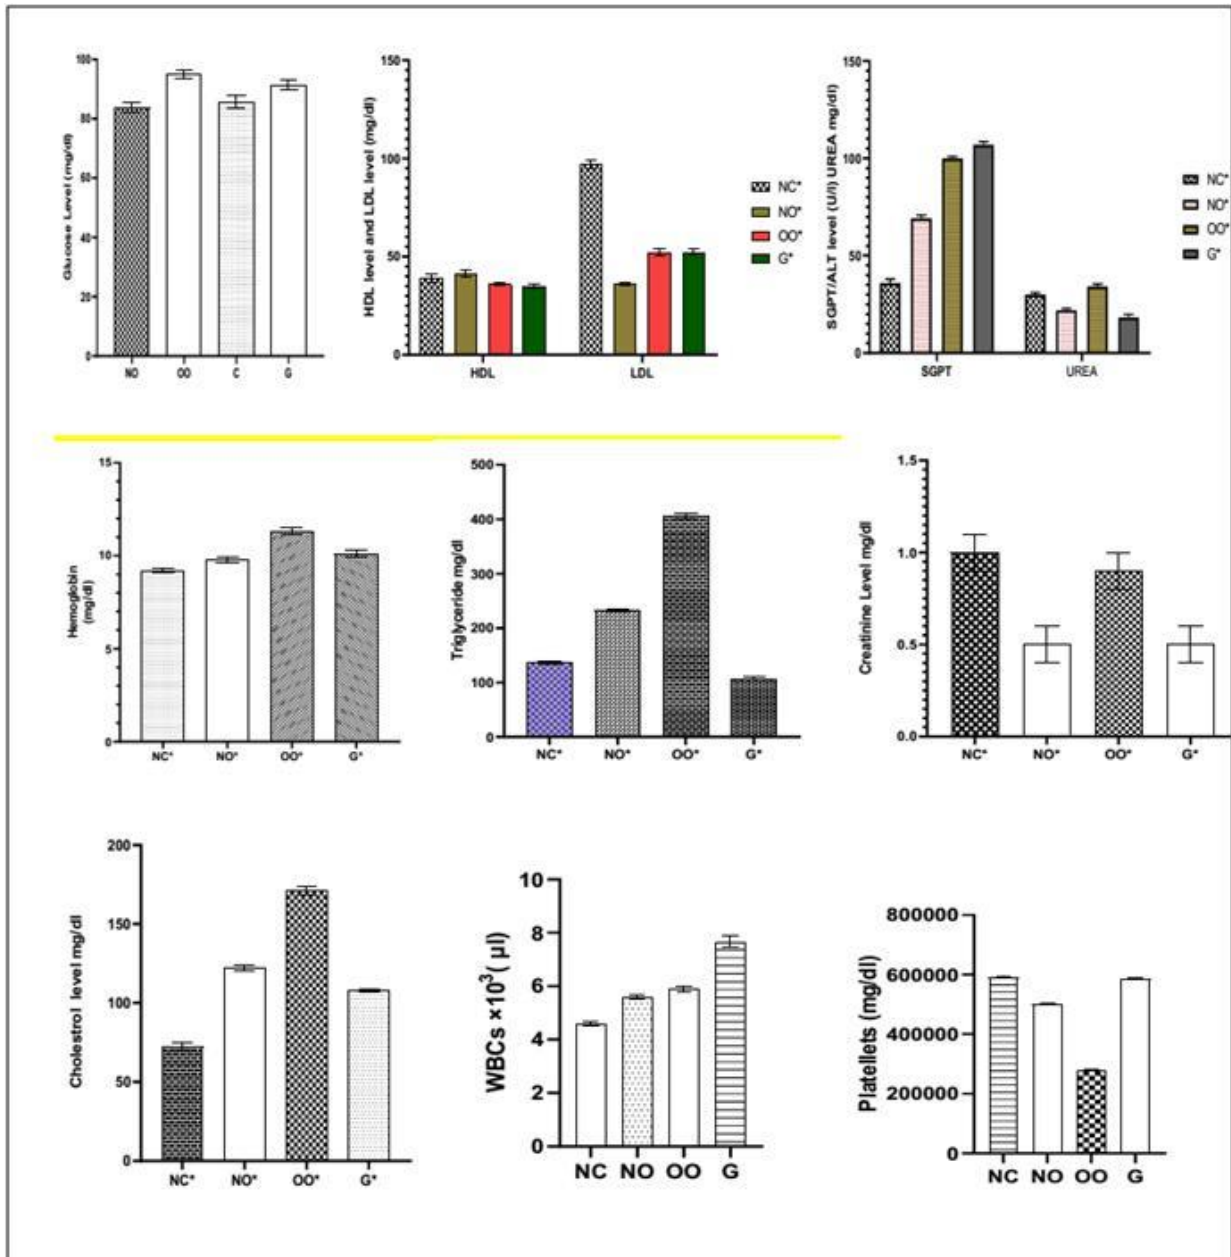 Glucose Level (mg/dl)
100
80
60
40
20
0
NO OO C G
HDL level and LDL level (mg/dl)
150
100
50
0
HDL LDL
NC*
NO*
OO*
G*
SGPT/ALT level (U/l) UREA mg/dl)
150
100
50
0
SGPT UREA
NC*
NO*
OO*
G*
Hemoglobin
(mg/dl)
15
10
5
0
NC* NO* OO* G*
Triglyceride mg/dl
500
400
300
200
100
0
NC* NO* OO* G*
Creatinine Level mg/dl
1.5
1.0
0.5
0.0
NC* NO* OO* G*
Cholestrol level mg/dl
200
150
100
50
0
NC* NO* OO* G*
WBCs ×10³( µl)
10
8
6
4
2
0
NC NO OO G
Platellets (mg/dl)
800000
600000
400000
200000
0
NC NO OO G